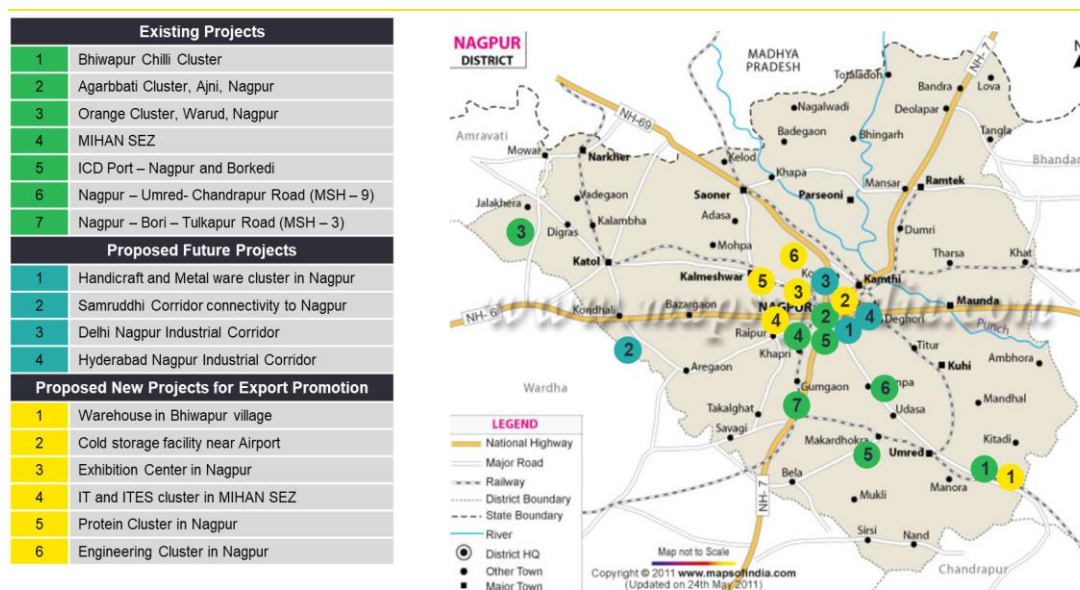 Existing Projects
1 Bhiwapur Chilli Cluster
2 Agarbbati Cluster, Ajni, Nagpur
3 Orange Cluster, Warud, Nagpur
4 MIHAN SEZ
5 ICD Port – Nagpur and Borkedi
6 Nagpur – Umred- Chandrapur Road (MSH – 9)
7 Nagpur – Bori – Tulkapur Road (MSH – 3)
Proposed Future Projects
1 Handicraft and Metal ware cluster in Nagpur
2 Samruddhi Corridor connectivity to Nagpur
3 Delhi Nagpur Industrial Corridor
4 Hyderabad Nagpur Industrial Corridor
Proposed New Projects for Export Promotion
1 Warehouse in Bhiwapur village
2 Cold storage facility near Airport
3 Exhibition Center in Nagpur
4 IT and ITES cluster in MIHAN SEZ
5 Protein Cluster in Nagpur
6 Engineering Cluster in Nagpur
NAGPUR
DISTRICT
MADHYA
PRADESH
NH- 7
N
Totaladoh
Bandra
Lova
Nagalwadi
Deolapar
NH-69
Amravati
Badegaon
Bhingarh
Tangla
Mowar
Narkher
Kelod
Khapa
Mansar
Ramtek
Saoner
Parseoni
Jalakhera
Vadegaon
Adasa
3
Digras
Kalambha
Dumri
Mohpa
Tharsa
Khat
Katol
6
Kalmeshwar
5
3
3
Kamthi
2
NAGPUR
Maunda
NH- 6
Kondhali
Bazargaon
4
2
4
Deghori
1
Punch
Raipur
4
5
Titur
2
Khapri
Kuhi
Ambhora
Aregaon
Wardha
Gumgaon
6
7
Mandhal
Takalghat
Udasa
Savagi
Makardhokra
Kitadi
5
Umred
Bela
1
1
Manora
NH- 7
Mukli
Sirsi
Nand
Chandrapur
LEGEND
National Highway
Major Road
Railway
District Boundary
State Boundary
River
District HQ
Other Town
Major Town
Map not to Scale
Copyright © 2011 www.mapsofindia.com
(Updated on 24th May 2011)